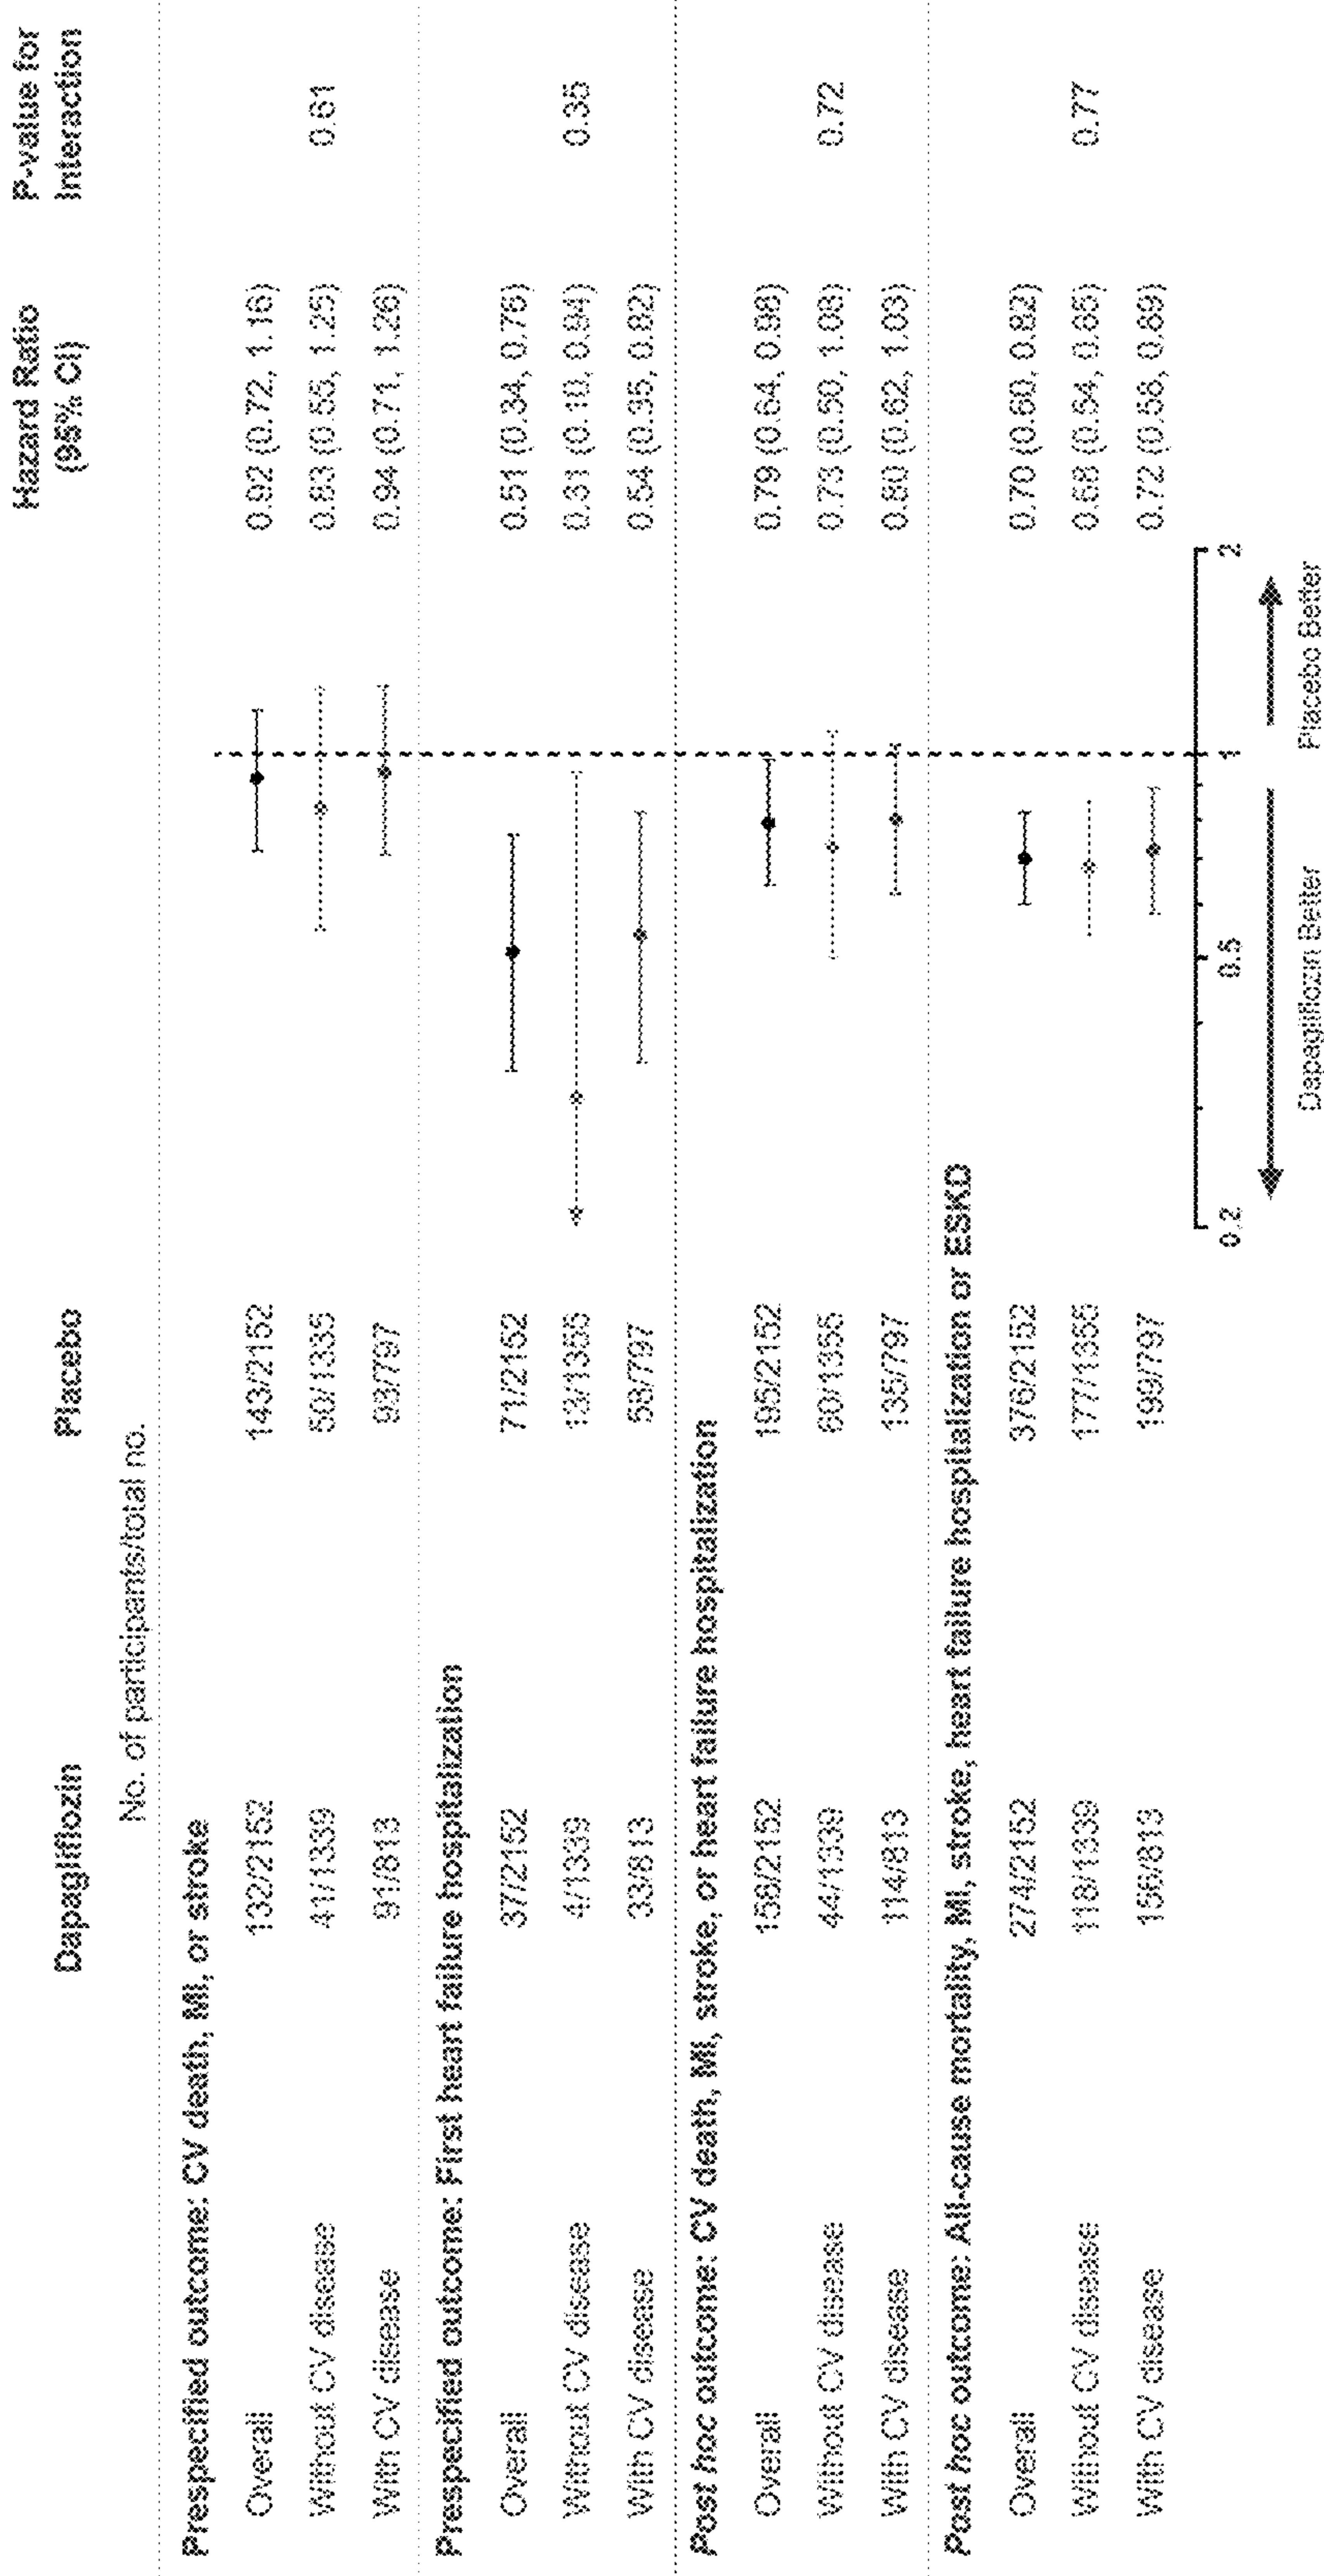 Dapagliflozin Placebo Hazard Ratio (95% CI) P-value for Interaction
No. of participants/total no.
Prespecified outcome: CV death, MI, or stroke
Overall 132/2152 143/2152 0.92 (0.72, 1.16)
Without CV disease 41/1339 50/1335 0.83 (0.55, 1.25) 0.61
With CV disease 91/813 93/797 0.94 (0.71, 1.26)
Prespecified outcome: First heart failure hospitalization
Overall 37/2152 71/2152 0.51 (0.34, 0.76)
Without CV disease 4/1339 13/1355 0.31 (0.10, 0.94) 0.35
With CV disease 33/813 58/797 0.54 (0.35, 0.82)
Post hoc outcome: CV death, MI, stroke, or heart failure hospitalization
Overall 158/2152 195/2152 0.79 (0.64, 0.98)
Without CV disease 44/1339 60/1355 0.73 (0.50, 1.08) 0.72
With CV disease 114/813 135/797 0.80 (0.62, 1.03)
Post hoc outcome: All-cause mortality, MI, stroke, heart failure hospitalization or ESKD
Overall 274/2152 376/2152 0.70 (0.60, 0.82)
Without CV disease 118/1339 177/1355 0.68 (0.54, 0.85) 0.77
With CV disease 156/813 199/797 0.72 (0.58, 0.89)
0.2 0.5 1 2
Dapagliflozin Better Placebo Better